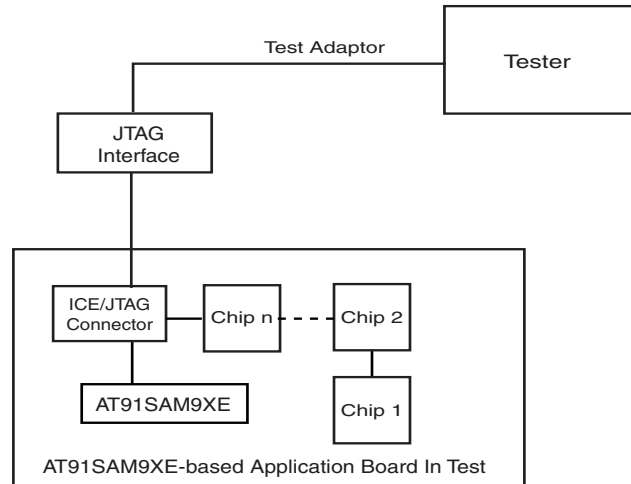 Test Adaptor
Tester
JTAG
Interface
ICE/JTAG
Connector
Chip n
Chip 2
AT91SAM9XE
Chip 1
AT91SAM9XE-based Application Board In Test